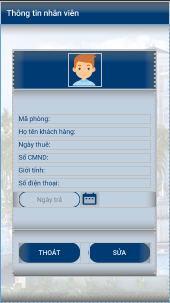 Thông tin nhân viên
Mã phòng:
Họ tên khách hàng:
Ngày thuê:
Số CMND:
Giới tính:
Số điện thoại:
Ngày trả
THOÁT SỬA